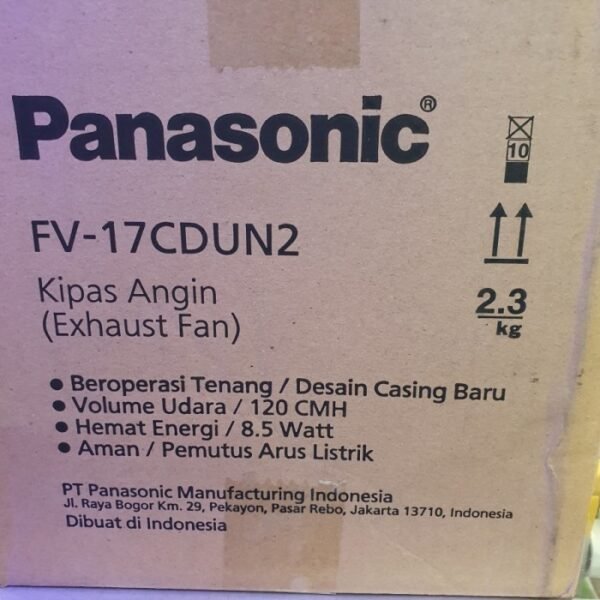 Panasonic®
10
FV-17CDUN2
Kipas Angin
(Exhaust Fan)
2.3
kg
• Beroperasi Tenang / Desain Casing Baru
• Volume Udara / 120 CMH
• Hemat Energi / 8.5 Watt
• Aman / Pemutus Arus Listrik
PT Panasonic Manufacturing Indonesia
Jl. Raya Bogor Km. 29, Pekayon, Pasar Rebo, Jakarta 13710, Indonesia
Dibuat di Indonesia